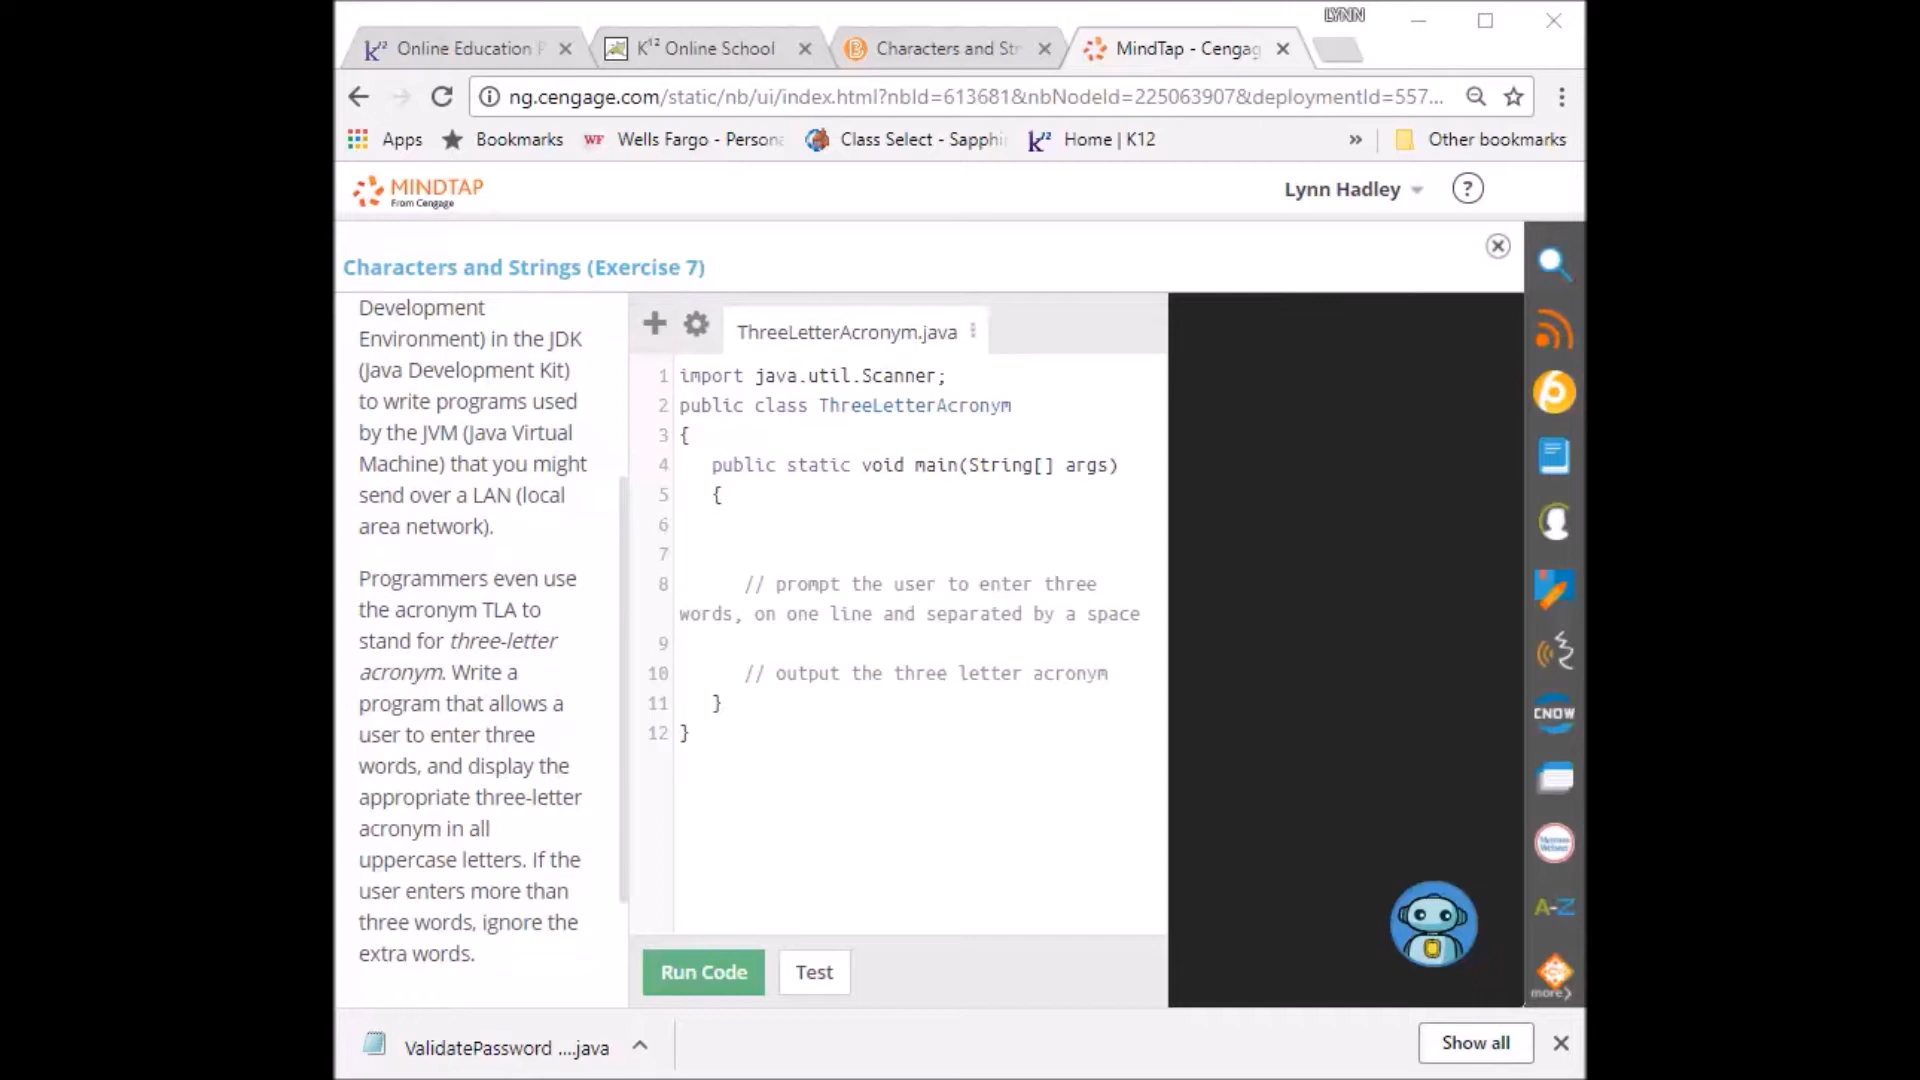 LYNN
Online Education P
K12 Online School
Characters and Str
MindTap - Cengag
ng.cengage.com/static/nb/ui/index.html?nbId=613681&nbNodeId=225063907&deploymentId=557...
Apps
Bookmarks
WF Wells Fargo - Persona
Class Select - Sapphi
Home | K12
»
Other bookmarks
MINDTAP
From Cengage
Lynn Hadley
?
Characters and Strings (Exercise 7)
Development
Environment) in the JDK
(Java Development Kit)
to write programs used
by the JVM (Java Virtual
Machine) that you might
send over a LAN (local
area network).
Programmers even use
the acronym TLA to
stand for three-letter
acronym. Write a
program that allows a
user to enter three
words, and display the
appropriate three-letter
acronym in all
uppercase letters. If the
user enters more than
three words, ignore the
extra words.
ThreeLetterAcronym.java
1 import java.util.Scanner;
2 public class ThreeLetterAcronym
3 {
4 public static void main(String[] args)
5 {
6
7
8 // prompt the user to enter three
words, on one line and separated by a space
9
10 // output the three letter acronym
11 }
12 }
Run Code
Test
CNOW
Merriam Webster
A-Z
more>
ValidatePassword ....java
Show all